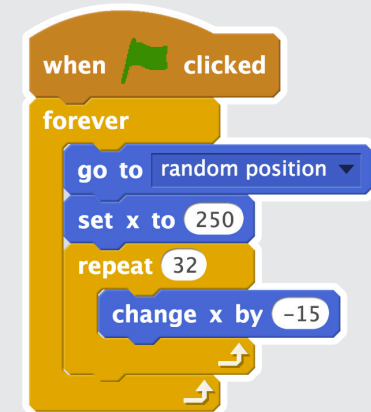 when clicked
forever
go to random position
set x to 250
repeat 32
change x by -15